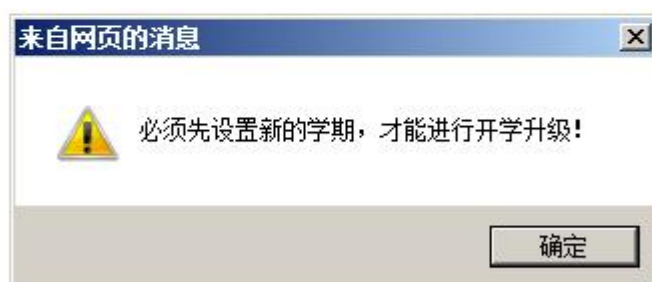 来自网页的消息
必须先设置新的学期，才能进行开学升级！
确定